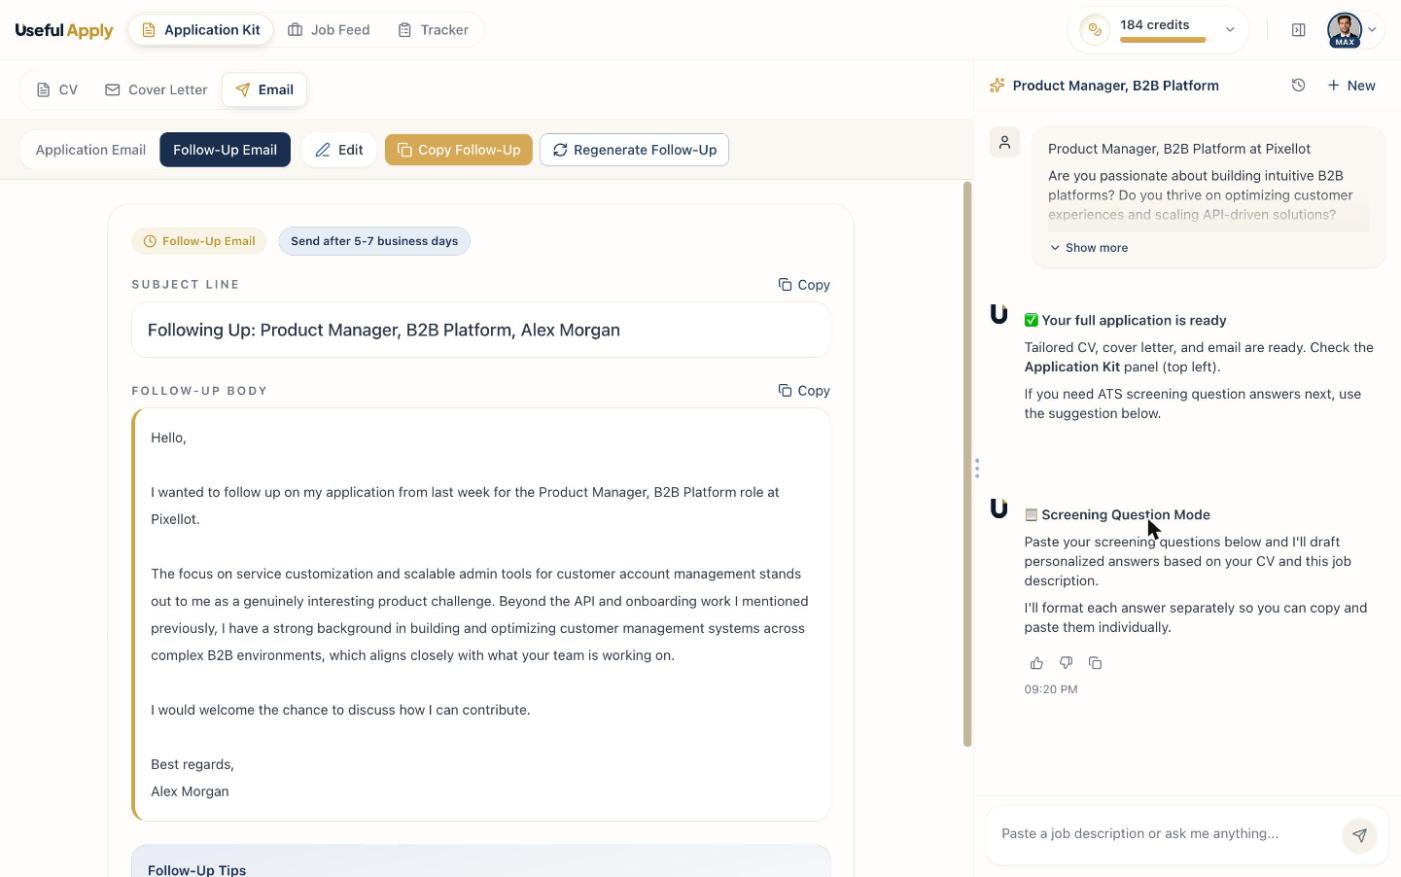 Useful Apply
Application Kit
Job Feed
Tracker
184 credits
MAX
CV
Cover Letter
Email
Application Email
Follow-Up Email
Edit
Copy Follow-Up
Regenerate Follow-Up
Follow-Up Email
Send after 5-7 business days
SUBJECT LINE
Copy
Following Up: Product Manager, B2B Platform, Alex Morgan
FOLLOW-UP BODY
Copy
Hello,
I wanted to follow up on my application from last week for the Product Manager, B2B Platform role at
Pixellot.
The focus on service customization and scalable admin tools for customer account management stands
out to me as a genuinely interesting product challenge. Beyond the API and onboarding work I mentioned
previously, I have a strong background in building and optimizing customer management systems across
complex B2B environments, which aligns closely with what your team is working on.
I would welcome the chance to discuss how I can contribute.
Best regards,
Alex Morgan
Follow-Up Tips
Product Manager, B2B Platform
New
Product Manager, B2B Platform at Pixellot
Are you passionate about building intuitive B2B
platforms? Do you thrive on optimizing customer
experiences and scaling API-driven solutions?
Show more
✅ Your full application is ready
Tailored CV, cover letter, and email are ready. Check the
Application Kit panel (top left).
If you need ATS screening question answers next, use
the suggestion below.
Screening Question Mode
Paste your screening questions below and I'll draft
personalized answers based on your CV and this job
description.
I'll format each answer separately so you can copy and
paste them individually.
09:20 PM
Paste a job description or ask me anything...